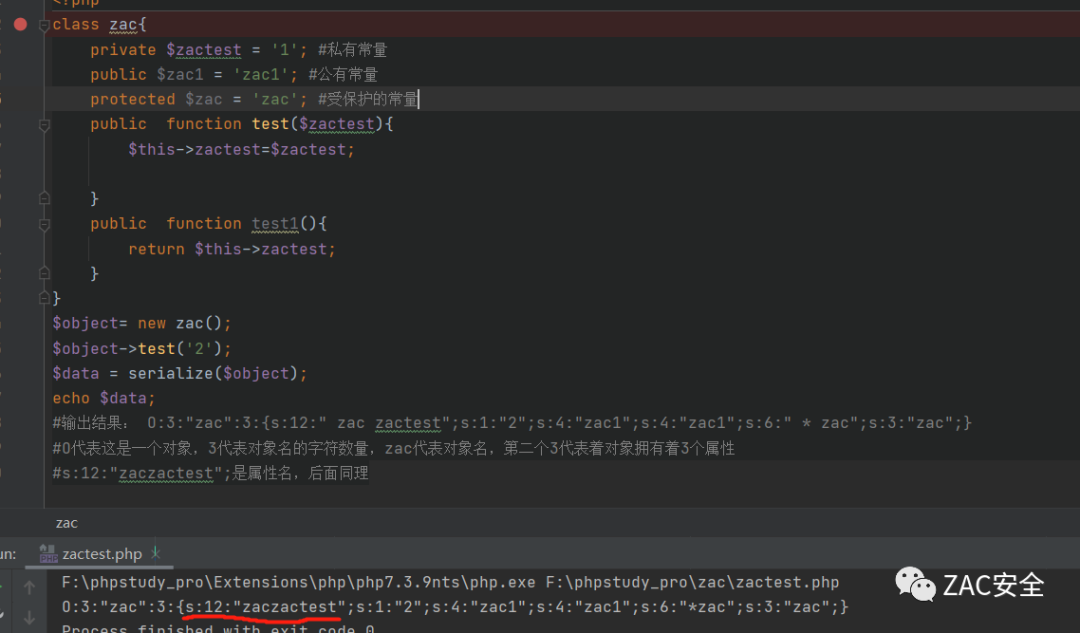 <?php
class zac{
private $zactest = '1'; #私有常量
public $zac1 = 'zac1'; #公有常量
protected $zac = 'zac'; #受保护的常量
public function test($zactest){
$this->zactest=$zactest;
}
public function test1(){
return $this->zactest;
}
}
$object= new zac();
$object->test('2');
$data = serialize($object);
echo $data;
#输出结果： O:3:"zac":3:{s:12:" zac zactest";s:1:"2";s:4:"zac1";s:4:"zac1";s:6:" * zac";s:3:"zac";}
#O代表这是一个对象，3代表对象名的字符数量，zac代表对象名，第二个3代表着对象拥有着3个属性
#s:12:"zaczactest";是属性名，后面同理
zac
un: zactest.php ×
F:\phpstudy_pro\Extensions\php\php7.3.9nts\php.exe F:\phpstudy_pro\zac\zactest.php
O:3:"zac":3:{s:12:"zaczactest";s:1:"2";s:4:"zac1";s:4:"zac1";s:6:"*zac";s:3:"zac";}
Process finished with exit code 0
ZAC安全